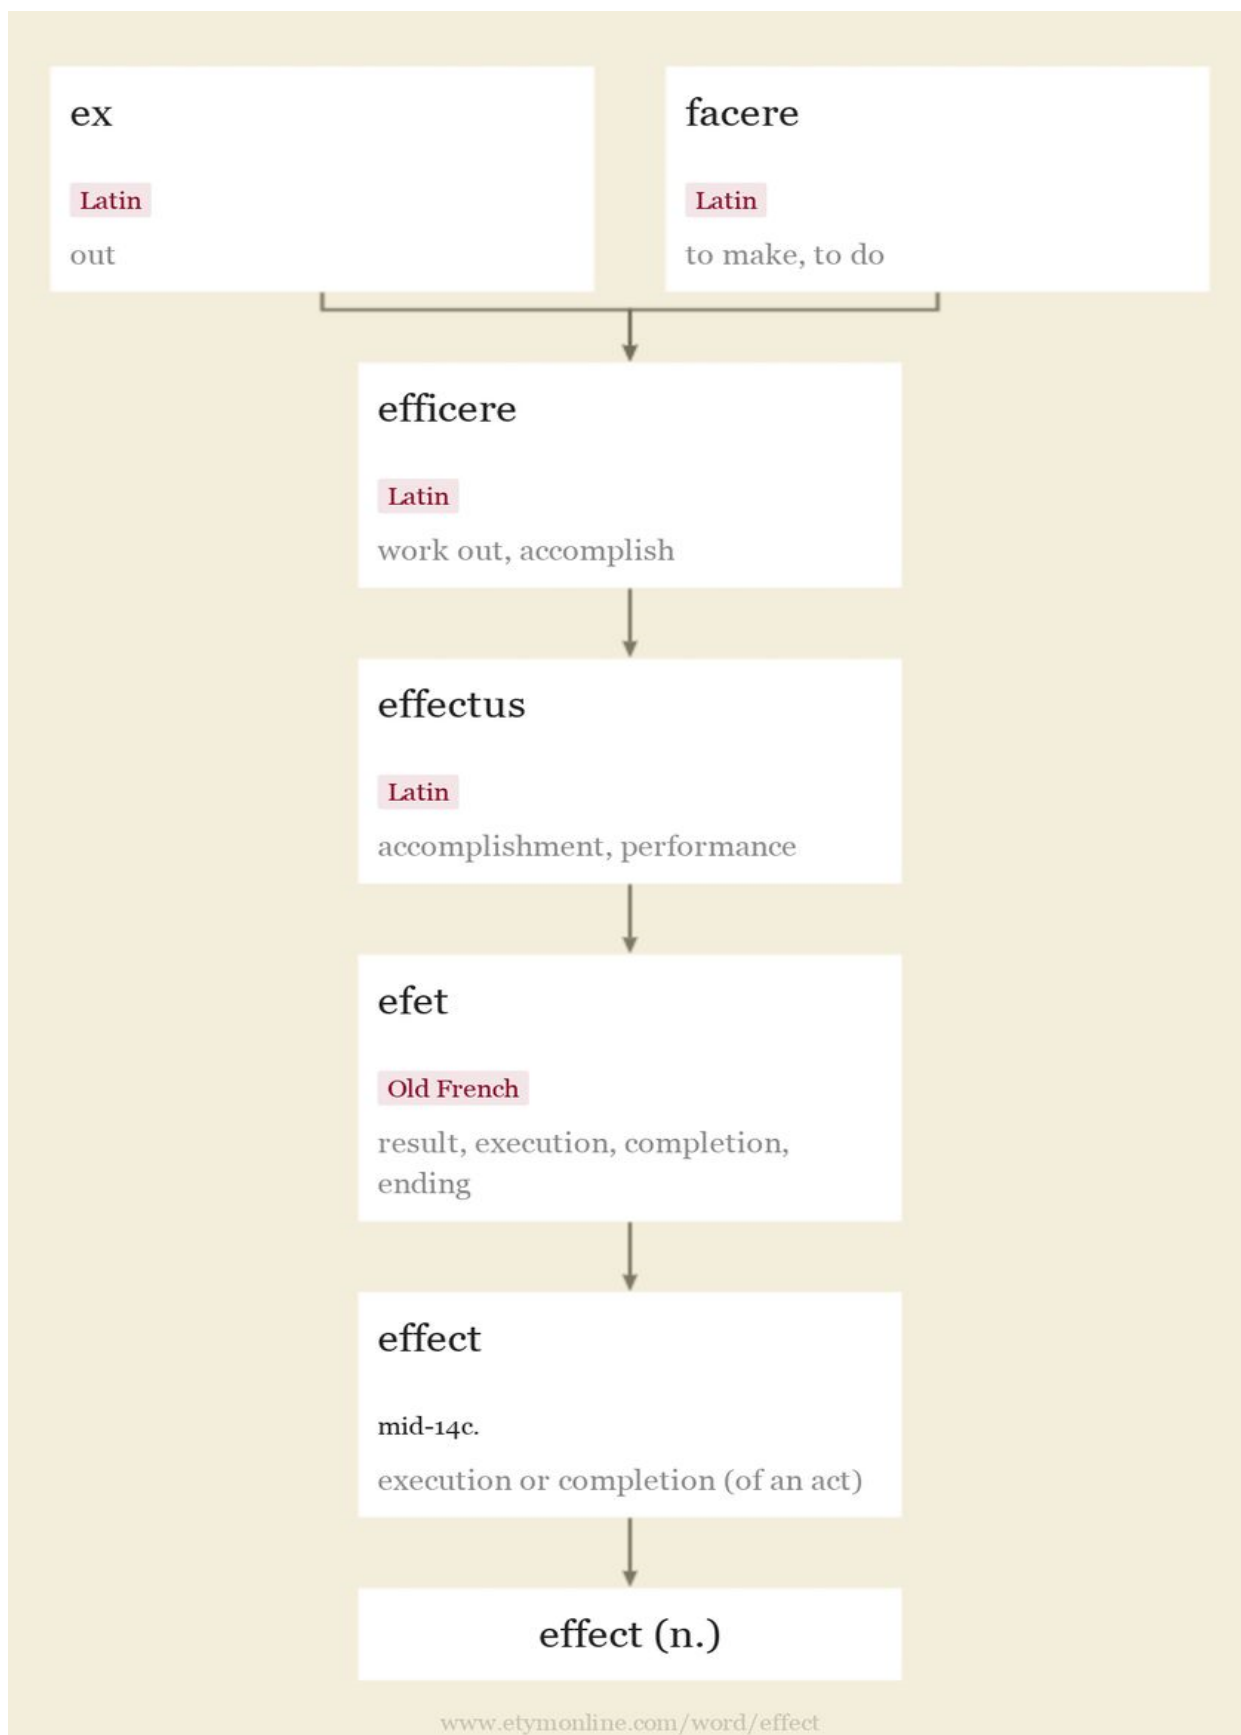 ex
Latin
out
facere
Latin
to make, to do
efficere
Latin
work out, accomplish
effectus
Latin
accomplishment, performance
efet
Old French
result, execution, completion,
ending
effect
mid-14c.
execution or completion (of an act)
effect (n.)
www.etymonline.com/word/effect